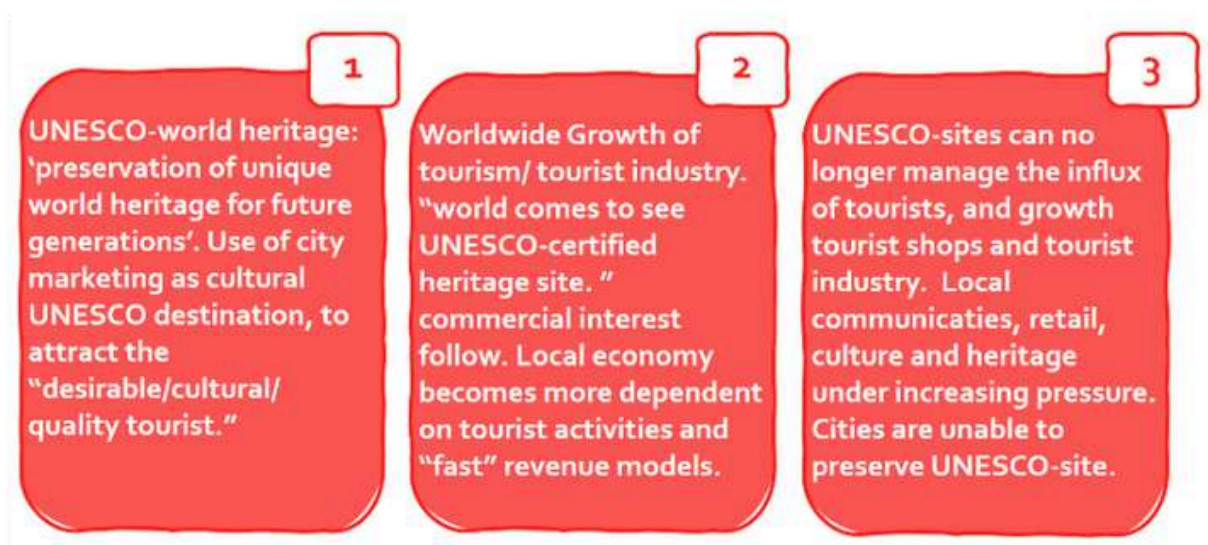 1
UNESCO-world heritage:
‘preservation of unique
world heritage for future
generations’. Use of city
marketing as cultural
UNESCO destination, to
attract the
“desirable/cultural/
quality tourist.”
2
Worldwide Growth of
tourism/ tourist industry.
“world comes to see
UNESCO-certified
heritage site. ”
commercial interest
follow. Local economy
becomes more dependent
on tourist activities and
“fast” revenue models.
3
UNESCO-sites can no
longer manage the influx
of tourists, and growth
tourist shops and tourist
industry.  Local
communicaties, retail,
culture and heritage
under increasing pressure.
Cities are unable to
preserve UNESCO-site.